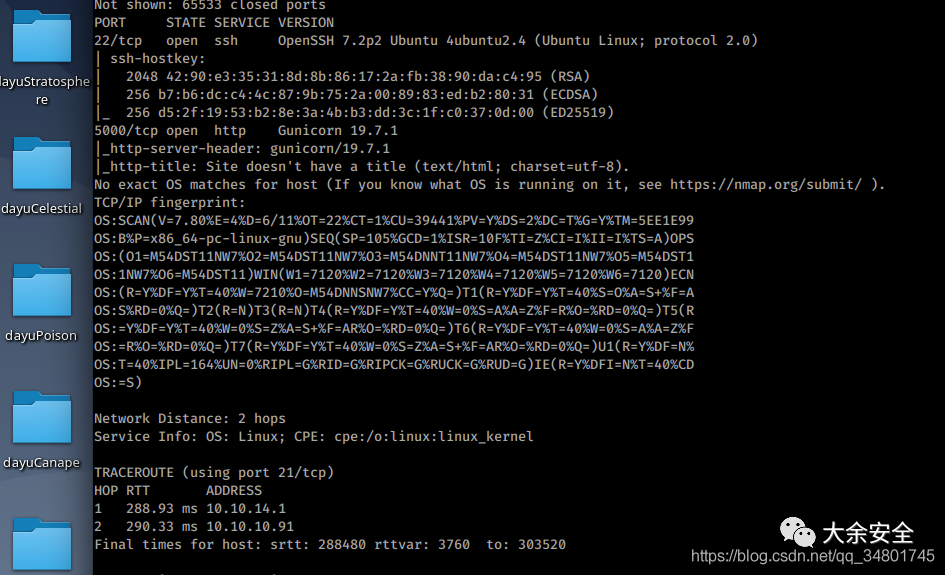 Not shown: 65533 closed ports
PORT     STATE SERVICE VERSION
22/tcp   open  ssh     OpenSSH 7.2p2 Ubuntu 4ubuntu2.4 (Ubuntu Linux; protocol 2.0)
| ssh-hostkey:
|   2048 42:90:e3:35:31:8d:8b:86:17:2a:fb:38:90:da:c4:95 (RSA)
|   256 b7:b6:dc:c4:4c:87:9b:75:2a:00:89:83:ed:b2:80:31 (ECDSA)
|_  256 d5:2f:19:53:b2:8e:3a:4b:b3:dd:3c:1f:c0:37:0d:00 (ED25519)
5000/tcp open  http    Gunicorn 19.7.1
|_http-server-header: gunicorn/19.7.1
|_http-title: Site doesn't have a title (text/html; charset=utf-8).
No exact OS matches for host (If you know what OS is running on it, see https://nmap.org/submit/ ).
TCP/IP fingerprint:
OS:SCAN(V=7.80%E=4%D=6/11%OT=22%CT=1%CU=39441%PV=Y%DS=2%DC=T%G=Y%TM=5EE1E99
OS:B%P=x86_64-pc-linux-gnu)SEQ(SP=105%GCD=1%ISR=10F%TI=Z%CI=I%II=I%TS=A)OPS
OS:(O1=M54DST11NW7%O2=M54DST11NW7%O3=M54DNNT11NW7%O4=M54DST11NW7%O5=M54DST1
OS:1NW7%O6=M54DST11)WIN(W1=7120%W2=7120%W3=7120%W4=7120%W5=7120%W6=7120)ECN
OS:(R=Y%DF=Y%T=40%W=7210%O=M54DNNSNW7%CC=Y%Q=)T1(R=Y%DF=Y%T=40%S=O%A=S+%F=A
OS:S%RD=0%Q=)T2(R=N)T3(R=N)T4(R=Y%DF=Y%T=40%W=0%S=A%A=Z%F=R%O=%RD=0%Q=)T5(R
OS:=Y%DF=Y%T=40%W=0%S=Z%A=S+%F=AR%O=%RD=0%Q=)T6(R=Y%DF=Y%T=40%W=0%S=A%A=Z%F
OS:=R%O=%RD=0%Q=)T7(R=Y%DF=Y%T=40%W=0%S=Z%A=S+%F=AR%O=%RD=0%Q=)U1(R=Y%DF=N%
OS:T=40%IPL=164%UN=0%RIPL=G%RID=G%RIPCK=G%RUCK=G%RUD=G)IE(R=Y%DFI=N%T=40%CD
OS:=S)
Network Distance: 2 hops
Service Info: OS: Linux; CPE: cpe:/o:linux:linux_kernel
TRACEROUTE (using port 21/tcp)
HOP RTT       ADDRESS
1   288.93 ms 10.10.14.1
2   290.33 ms 10.10.10.91
Final times for host: srtt: 288480 rttvar: 3760  to: 303520
layuStratosphe
re
dayuCelestial
dayuPoison
dayuCanape
大余安全
https://blog.csdn.net/qq_34801745